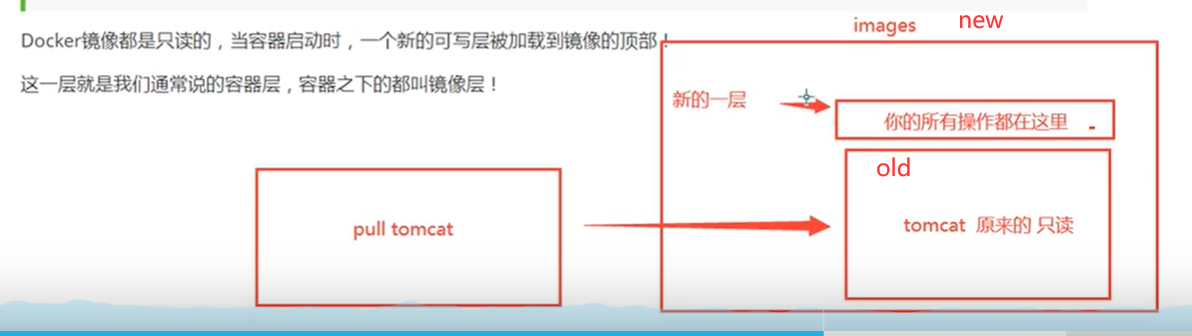 Docker镜像都是只读的，当容器启动时，一个新的可写层被加载到镜像的顶部！
这一层就是我们通常说的容器层，容器之下的都叫镜像层！
images
new
新的一层
你的所有操作都在这里
old
pull tomcat
tomcat 原来的 只读